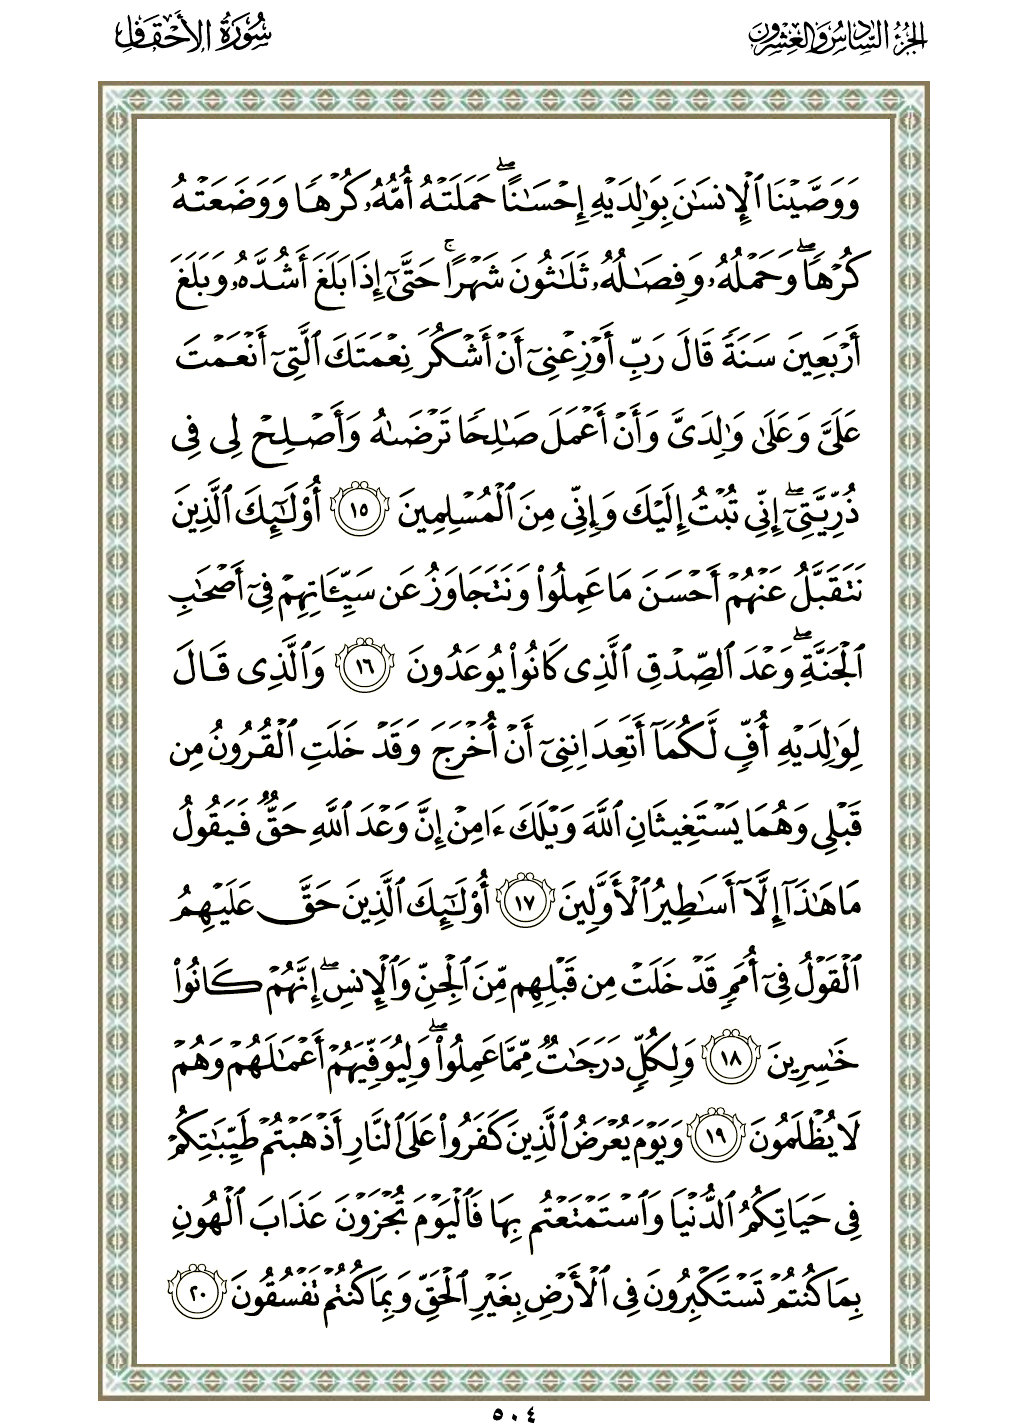 الجزء السادس والعشرون
سورة الأحقاف
وَوَصَّيۡنَا ٱلۡإِنسَٰنَ بِوَٰلِدَيۡهِ إِحۡسَٰنًاۖ حَمَلَتۡهُ أُمُّهُۥ كُرۡهٗا وَوَضَعَتۡهُ
كُرۡهٗاۖ وَحَمۡلُهُۥ وَفِصَٰلُهُۥ ثَلَٰثُونَ شَهۡرًاۚ حَتَّىٰٓ إِذَا بَلَغَ أَشُدَّهُۥ وَبَلَغَ
أَرۡبَعِينَ سَنَةٗ قَالَ رَبِّ أَوۡزِعۡنِيٓ أَنۡ أَشۡكُرَ نِعۡمَتَكَ ٱلَّتِيٓ أَنۡعَمۡتَ
عَلَيَّ وَعَلَىٰ وَٰلِدَيَّ وَأَنۡ أَعۡمَلَ صَٰلِحٗا تَرۡضَىٰهُ وَأَصۡلِحۡ لِي فِي
ذُرِّيَّتِيٓۖ إِنِّي تُبۡتُ إِلَيۡكَ وَإِنِّي مِنَ ٱلۡمُسۡلِمِينَ ١٥ أُوْلَٰٓئِكَ ٱلَّذِينَ
نَتَقَبَّلُ عَنۡهُمۡ أَحۡسَنَ مَا عَمِلُواْ وَنَتَجَاوَزُ عَن سَيِّـَٔاتِهِمۡ فِيٓ أَصۡحَٰبِ
ٱلۡجَنَّةِۖ وَعۡدَ ٱلصِّدۡقِ ٱلَّذِي كَانُواْ يُوعَدُونَ ١٦ وَٱلَّذِي قَالَ
لِوَٰلِدَيۡهِ أُفّٖ لَّكُمَآ أَتَعِدَانِنِيٓ أَنۡ أُخۡرَجَ وَقَدۡ خَلَتِ ٱلۡقُرُونُ مِن
قَبۡلِي وَهُمَا يَسۡتَغِيثَانِ ٱللَّهَ وَيۡلَكَ ءَامِنۡ إِنَّ وَعۡدَ ٱللَّهِ حَقّٞ فَيَقُولُ
مَا هَٰذَآ إِلَّآ أَسَٰطِيرُ ٱلۡأَوَّلِينَ ١٧ أُوْلَٰٓئِكَ ٱلَّذِينَ حَقَّ عَلَيۡهِمُ
ٱلۡقَوۡلُ فِيٓ أُمَمٖ قَدۡ خَلَتۡ مِن قَبۡلِهِم مِّنَ ٱلۡجِنِّ وَٱلۡإِنسِۖ إِنَّهُمۡ كَانُواْ
خَٰسِرِينَ ١٨ وَلِكُلّٖ دَرَجَٰتٞ مِّمَّا عَمِلُواْۖ وَلِيُوَفِّيَهُمۡ أَعۡمَٰلَهُمۡ وَهُمۡ
لَا يُظۡلَمُونَ ١٩ وَيَوۡمَ يُعۡرَضُ ٱلَّذِينَ كَفَرُواْ عَلَى ٱلنَّارِ أَذۡهَبۡتُمۡ طَيِّبَٰتِكُمۡ
فِي حَيَاتِكُمُ ٱلدُّنۡيَا وَٱسۡتَمۡتَعۡتُم بِهَا فَٱلۡيَوۡمَ تُجۡزَوۡنَ عَذَابَ ٱلۡهُونِ
بِمَا كُنتُمۡ تَسۡتَكۡبِرُونَ فِي ٱلۡأَرۡضِ بِغَيۡرِ ٱلۡحَقِّ وَبِمَا كُنتُمۡ تَفۡسُقُونَ ٢٠
٥٠٤